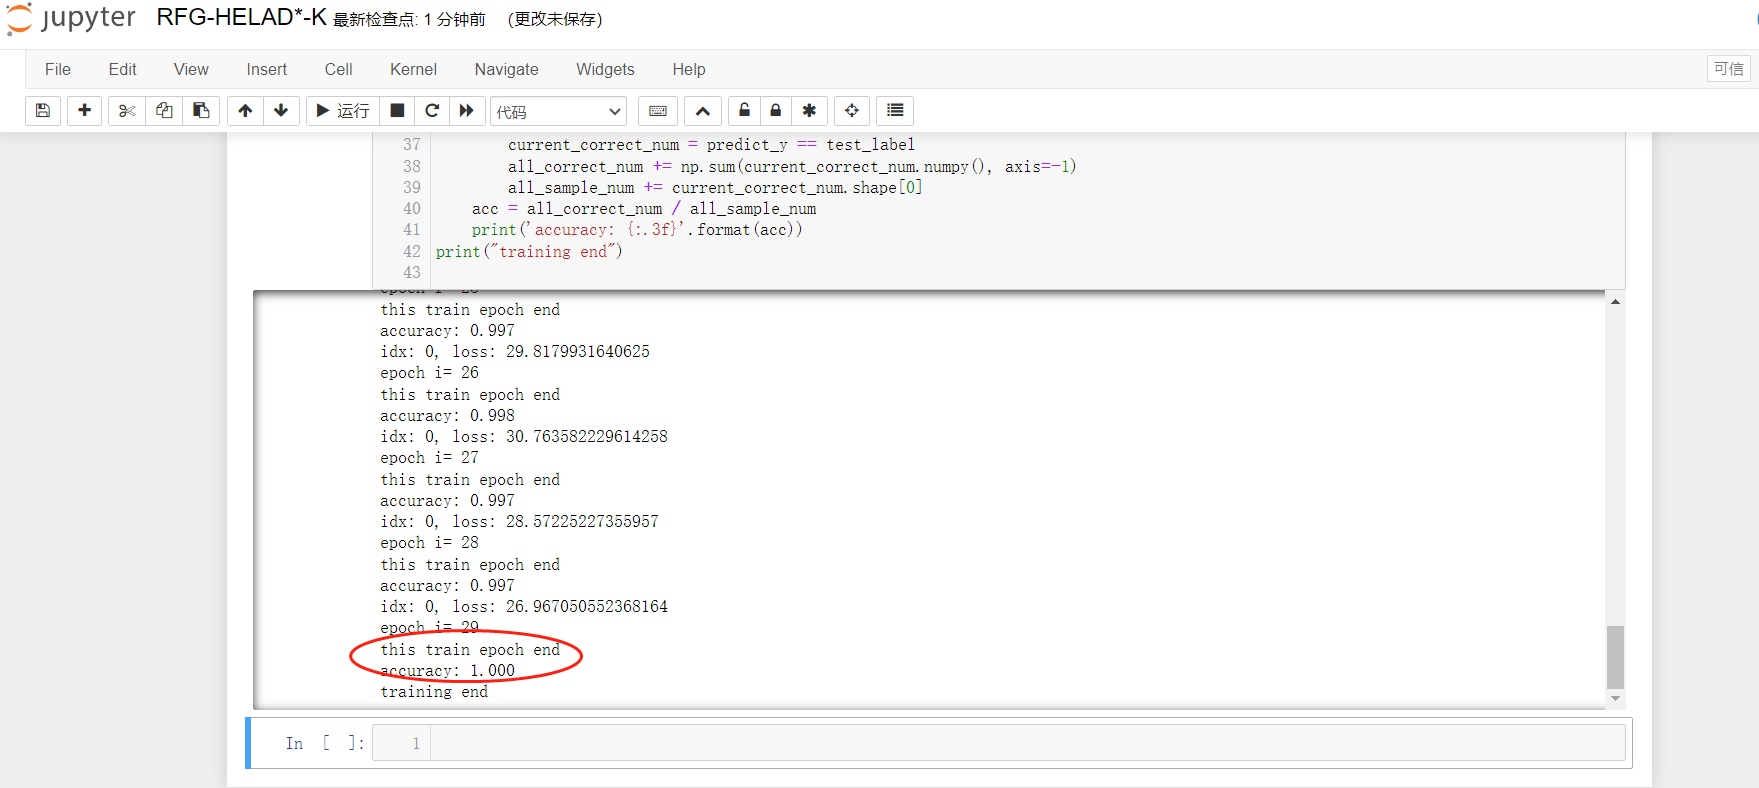 jupyter RFG-HELAD*-K 最新检查点: 1 分钟前 (更改未保存)
File Edit View Insert Cell Kernel Navigate Widgets Help 可信
运行 代码
37 current_correct_num = predict_y == test_label
38 all_correct_num += np.sum(current_correct_num.numpy(), axis=-1)
39 all_sample_num += current_correct_num.shape[0]
40 acc = all_correct_num / all_sample_num
41 print('accuracy: {:.3f}'.format(acc))
42 print("training end")
43
this train epoch end
accuracy: 0.997
idx: 0, loss: 29.8179931640625
epoch i= 26
this train epoch end
accuracy: 0.998
idx: 0, loss: 30.763582229614258
epoch i= 27
this train epoch end
accuracy: 0.997
idx: 0, loss: 28.57225227355957
epoch i= 28
this train epoch end
accuracy: 0.997
idx: 0, loss: 26.967050552368164
epoch i= 29
this train epoch end
accuracy: 1.000
training end
In [ ]: 1